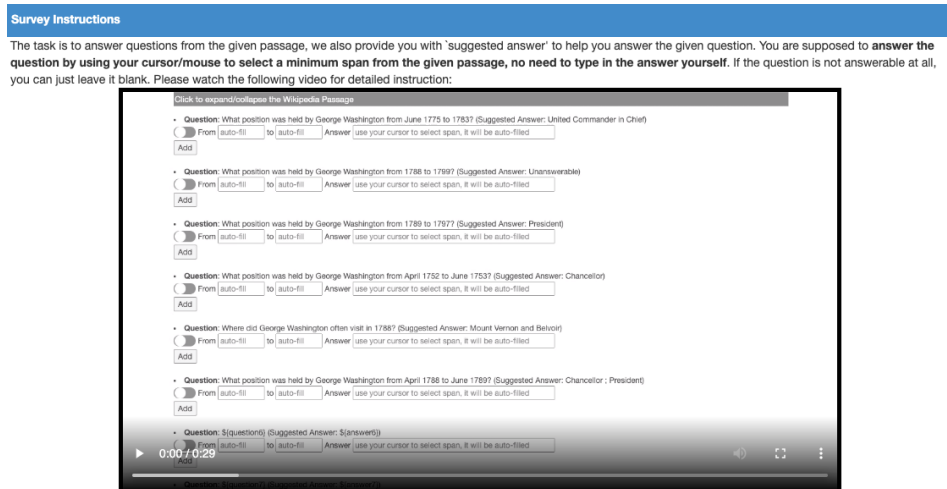 Survey Instructions
The task is to answer questions from the given passage, we also provide you with `suggested answer' to help you answer the given question. You are supposed to answer the
question by using your cursor/mouse to select a minimum span from the given passage, no need to type in the answer yourself. If the question is not answerable at all,
you can just leave it blank. Please watch the following video for detailed instruction:
Click to expand/collapse the Wikipedia Passage
• Question: What position was held by George Washington from June 1775 to 1783? (Suggested Answer: United Commander in Chief)
From auto-fill to auto-fill Answer use your cursor to select span, it will be auto-filled
Add
• Question: What position was held by George Washington from 1788 to 1799? (Suggested Answer: Unanswerable)
From auto-fill to auto-fill Answer use your cursor to select span, it will be auto-filled
Add
• Question: What position was held by George Washington from 1789 to 1797? (Suggested Answer: President)
From auto-fill to auto-fill Answer use your cursor to select span, it will be auto-filled
Add
• Question: What position was held by George Washington from April 1752 to June 1753? (Suggested Answer: Chancellor)
From auto-fill to auto-fill Answer use your cursor to select span, it will be auto-filled
Add
• Question: Where did George Washington often visit in 1788? (Suggested Answer: Mount Vernon and Belvoir)
From auto-fill to auto-fill Answer use your cursor to select span, it will be auto-filled
Add
• Question: What position was held by George Washington from April 1788 to June 1789? (Suggested Answer: Chancellor ; President)
From auto-fill to auto-fill Answer use your cursor to select span, it will be auto-filled
Add
• Question: ${question6} (Suggested Answer: ${answer6})
From auto-fill to auto-fill Answer use your cursor to select span, it will be auto-filled
0:00 / 0:29
Add
• Question: ${question7} (Suggested Answer: ${answer7})